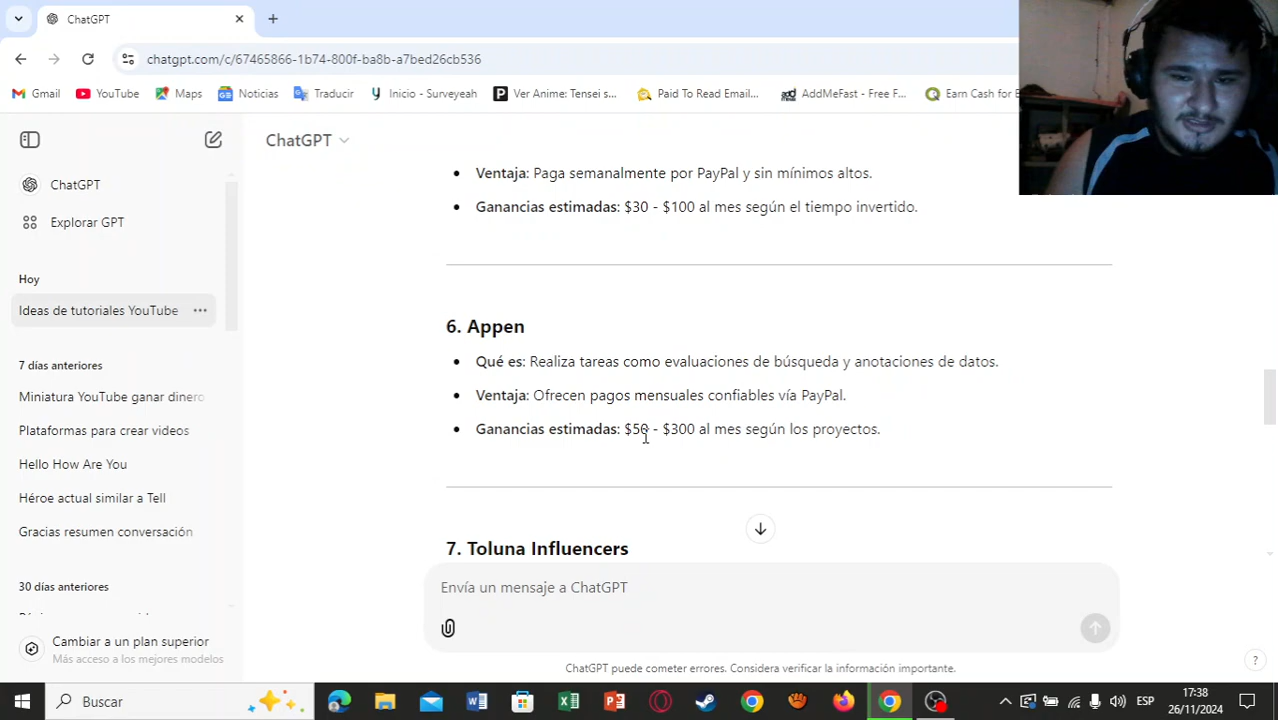 ChatGPT
chatgpt.com/c/67465866-1b74-800f-ba8b-a7bed26cb536
Gmail YouTube Maps Noticias Traducir Inicio - Surveyeah Ver Anime: Tensei s... Paid To Read Email... AddMeFast - Free F... Earn Cash for
ChatGPT
ChatGPT
Explorar GPT
Hoy
Ideas de tutoriales YouTube ...
7 días anteriores
Miniatura YouTube ganar dinero
Plataformas para crear videos
Hello How Are You
Héroe actual similar a Tell
Gracias resumen conversación
30 días anteriores
Cambiar a un plan superior
Más acceso a los mejores modelos
• Ventaja: Paga semanalmente por PayPal y sin mínimos altos.
• Ganancias estimadas: $30 - $100 al mes según el tiempo invertido.
6. Appen
• Qué es: Realiza tareas como evaluaciones de búsqueda y anotaciones de datos.
• Ventaja: Ofrecen pagos mensuales confiables vía PayPal.
• Ganancias estimadas: $50 - $300 al mes según los proyectos.
7. Toluna Influencers
Envía un mensaje a ChatGPT
ChatGPT puede cometer errores. Considera verificar la información importante.
?
Buscar
ESP
17:38
26/11/2024